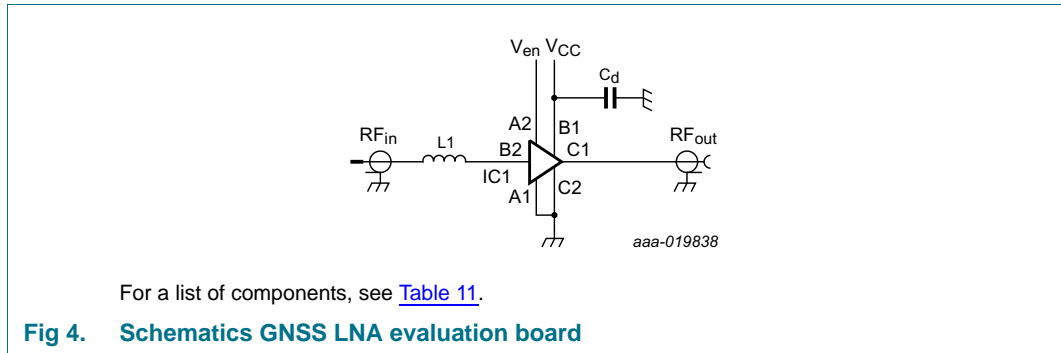 Ven VCC
Cd
A2 B1
RFin L1 B2 C1 RFout
IC1
A1 C2
aaa-019838
For a list of components, see Table 11.
Fig 4. Schematics GNSS LNA evaluation board